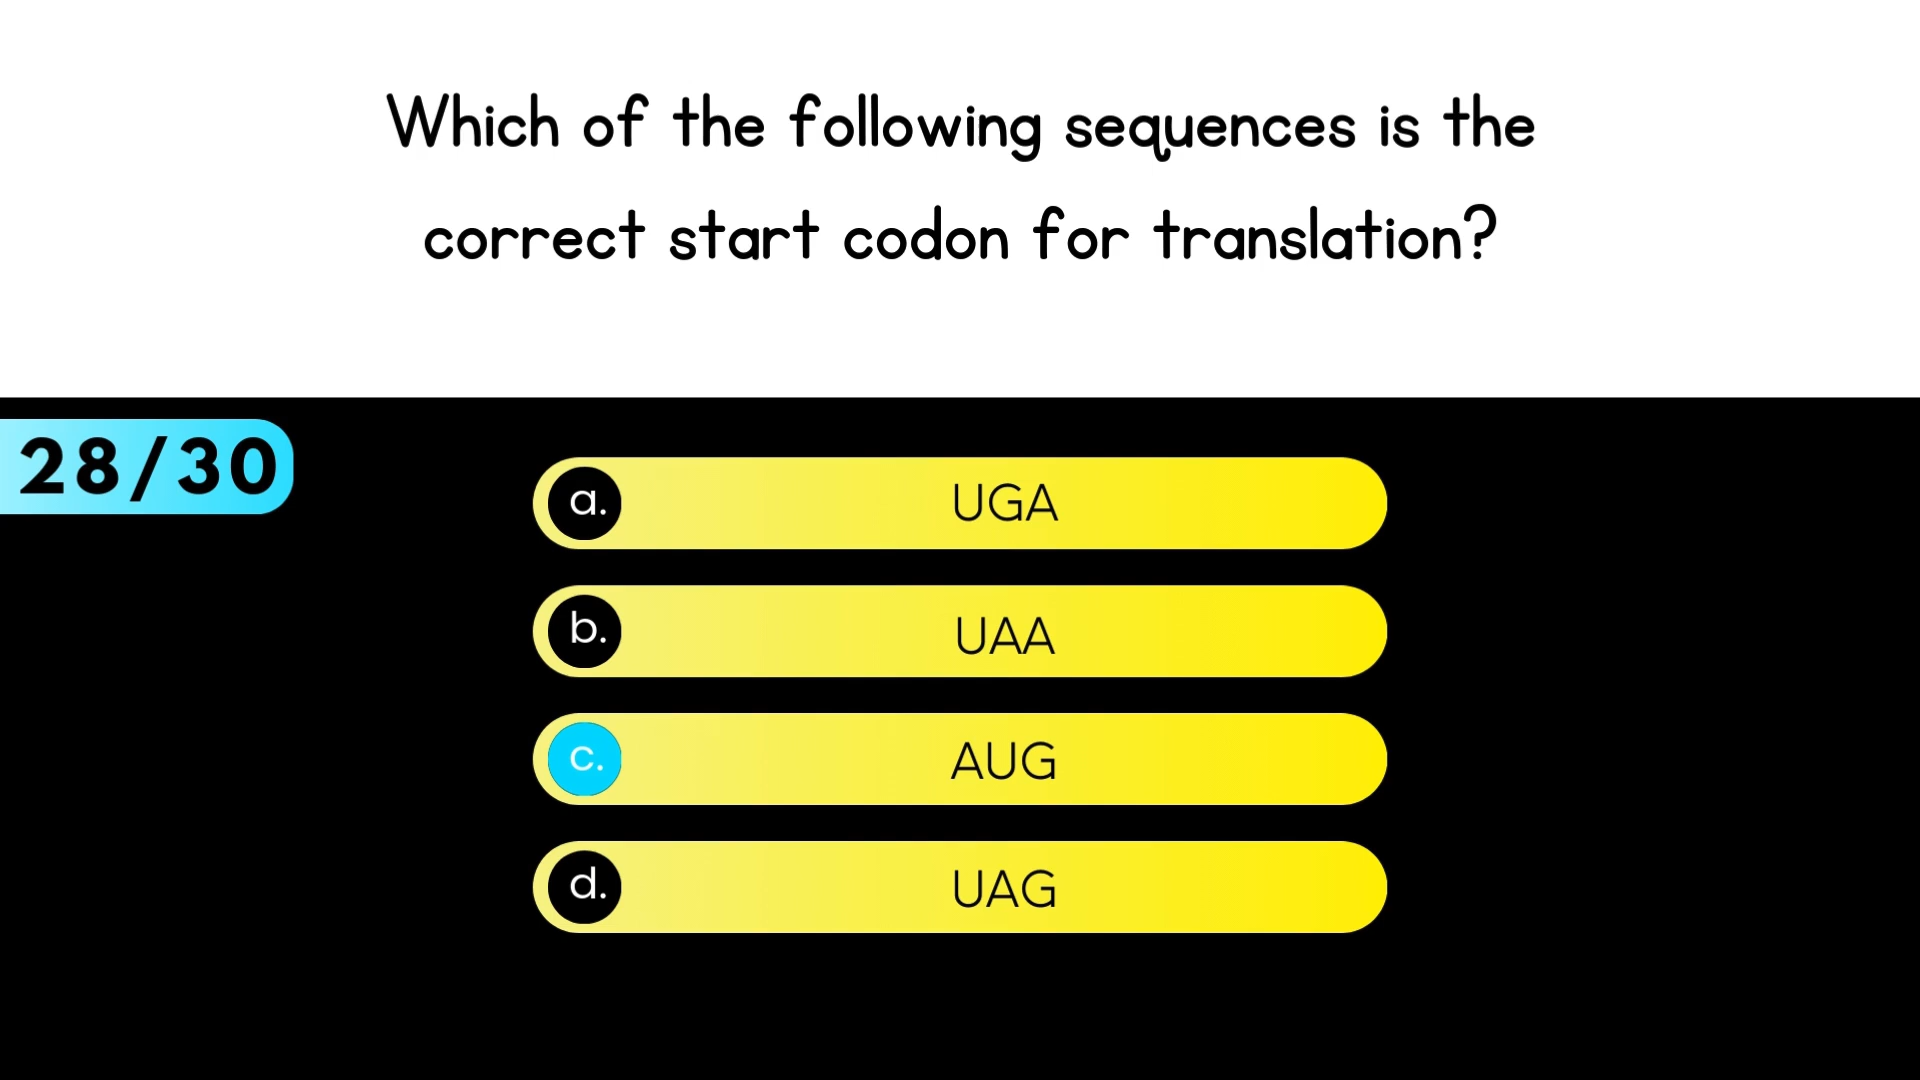 Which of the following sequences is the
correct start codon for translation?
28/30
a. UGA
b. UAA
c. AUG
d. UAG